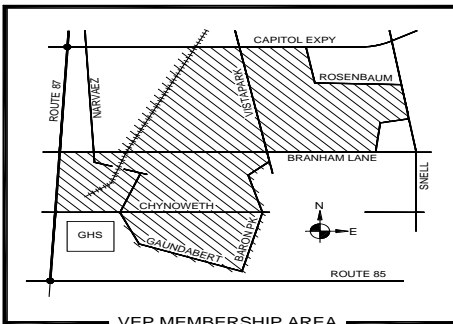 CAPITOL EXPY
ROSENBAUM
ROUTE 87
NARVAEZ
VISTAPARK
BRANHAM LANE
SNELL
CHYNOWETH
GHS
GAUNDABERT
BARON PK
N
E
ROUTE 85
VEP MEMBERSHIP AREA